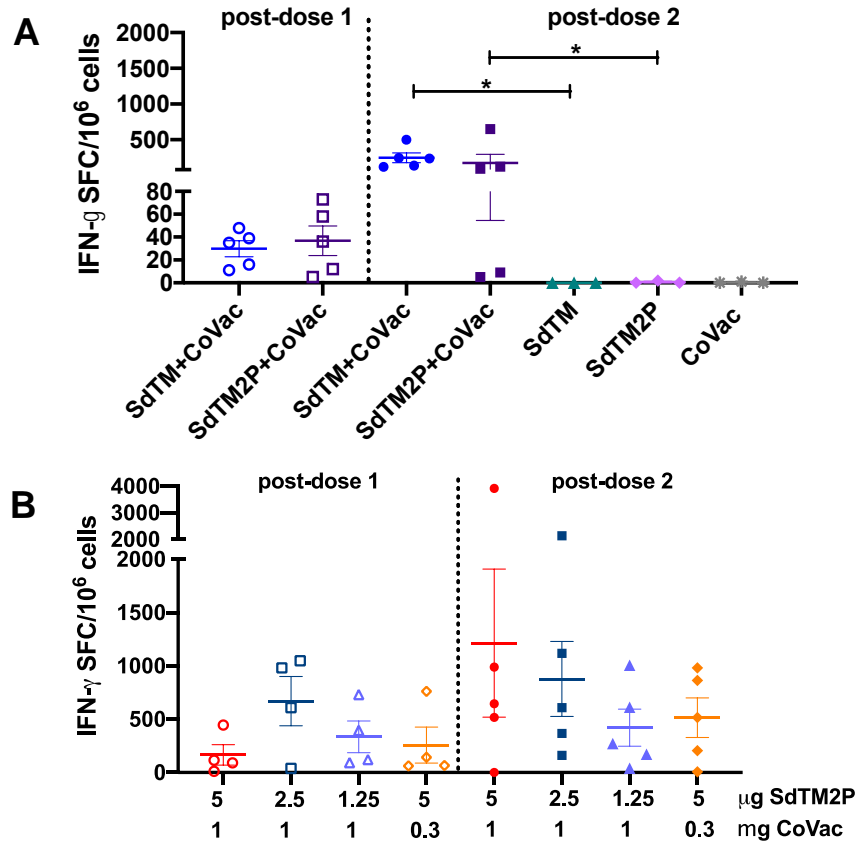 A
post-dose 1
post-dose 2
IFN-g SFC/10⁶ cells
2000
1500
1000
500
80
60
40
20
0
*
*
SdTM+CoVac
SdTM2P+CoVac
SdTM+CoVac
SdTM2P+CoVac
SdTM
SdTM2P
CoVac
B
post-dose 1
post-dose 2
IFN-γ SFC/10⁶ cells
4000
3000
2000
2000
1500
1000
500
0
5 2.5 1.25 5 5 2.5 1.25 5 μg SdTM2P
1 1 1 0.3 1 1 1 0.3 mg CoVac